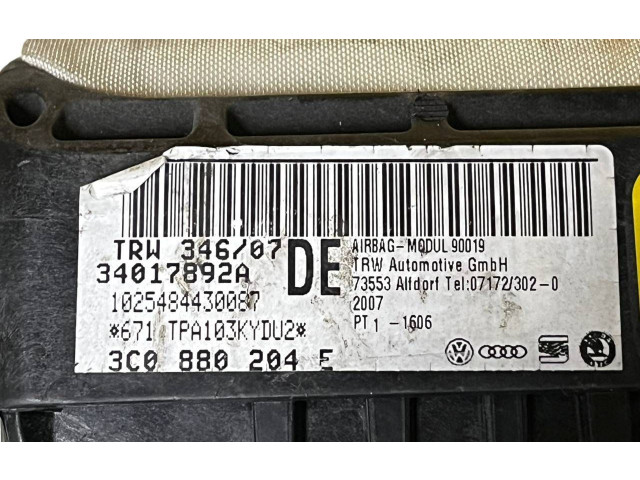 TRW 346/07
34017892A
1025484430087
*671 TPA103KYDU2*
3C0 880 204 E
DE
AIRBAG-MODUL 90019
TRW Automotive GmbH
73553 Alfdorf Tel:07172/302-0
2007
PT 1 -1606